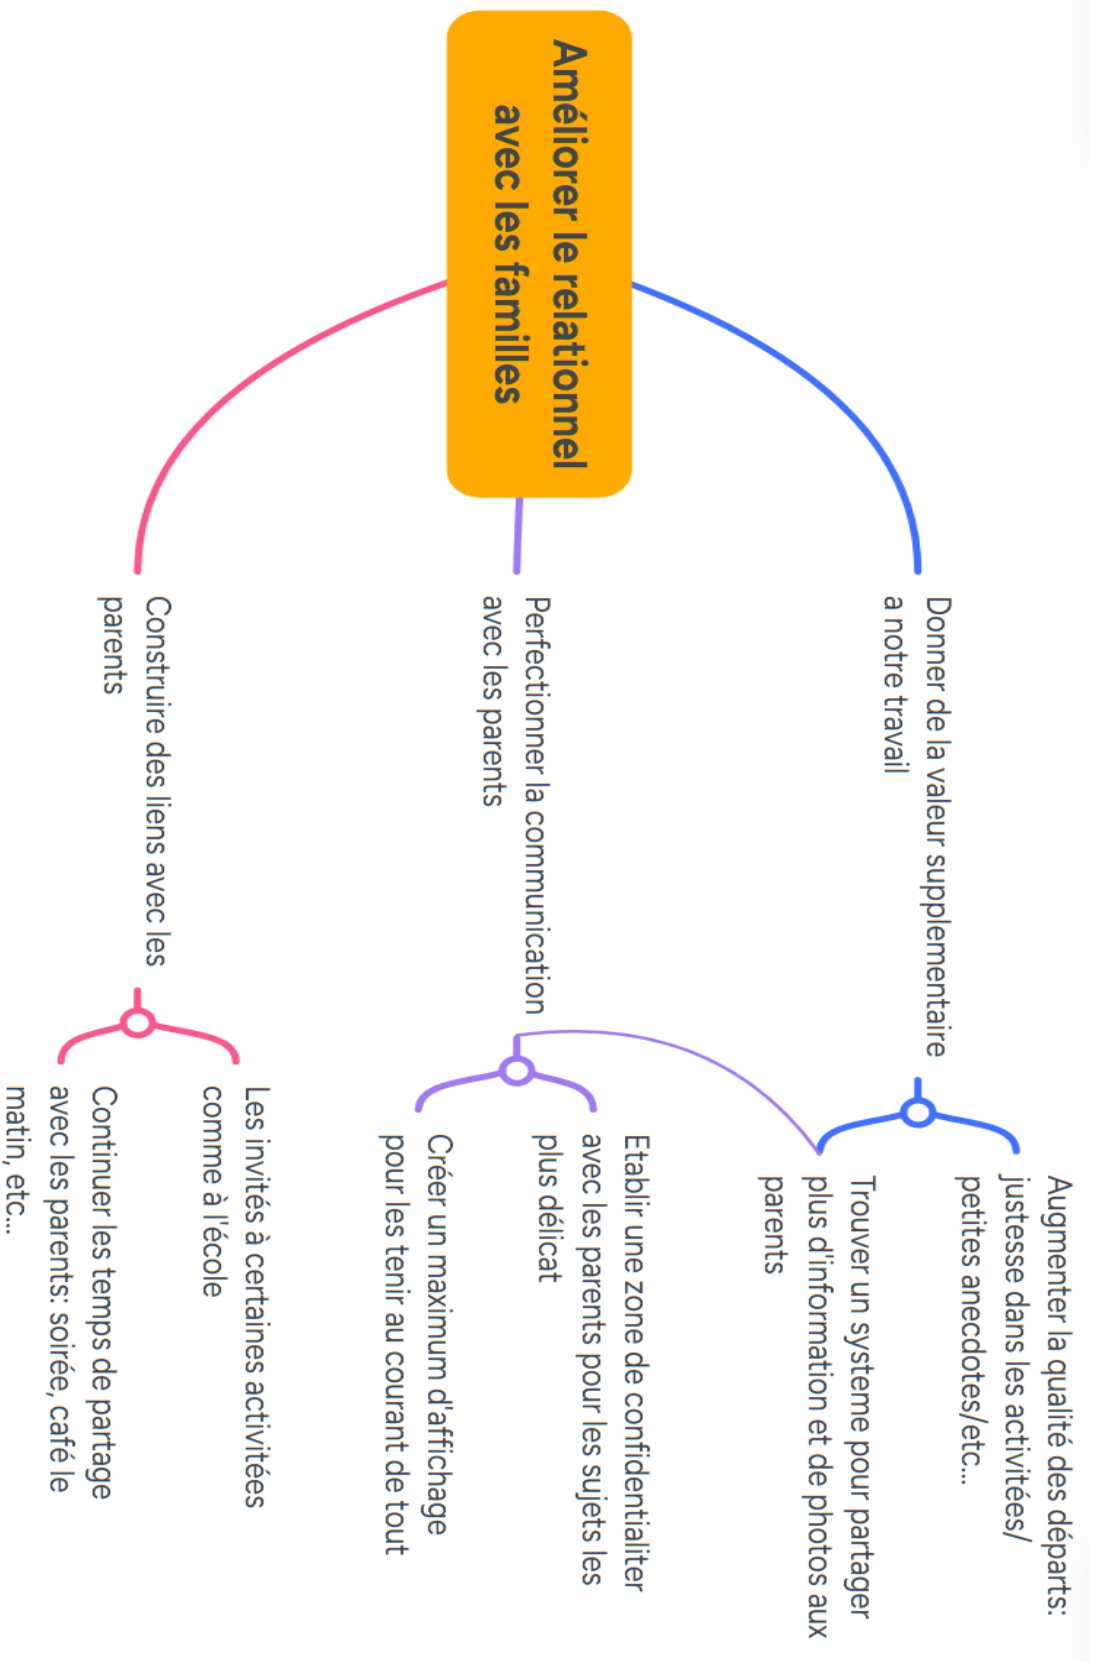 Améliorer le relationnel
avec les familles
Donner de la valeur supplementaire
a notre travail
Augmenter la qualité des départs:
justesse dans les activitées/
petites anecdotes/etc...
Trouver un systeme pour partager
plus d'information et de photos aux
parents
Perfectionner la communication
avec les parents
Etablir une zone de confidentialiter
avec les parents pour les sujets les
plus délicat
Créer un maximum d'affichage
pour les tenir au courant de tout
Construire des liens avec les
parents
Les invités à certaines activitées
comme à l'école
Continuer les temps de partage
avec les parents: soirée, café le
matin, etc...